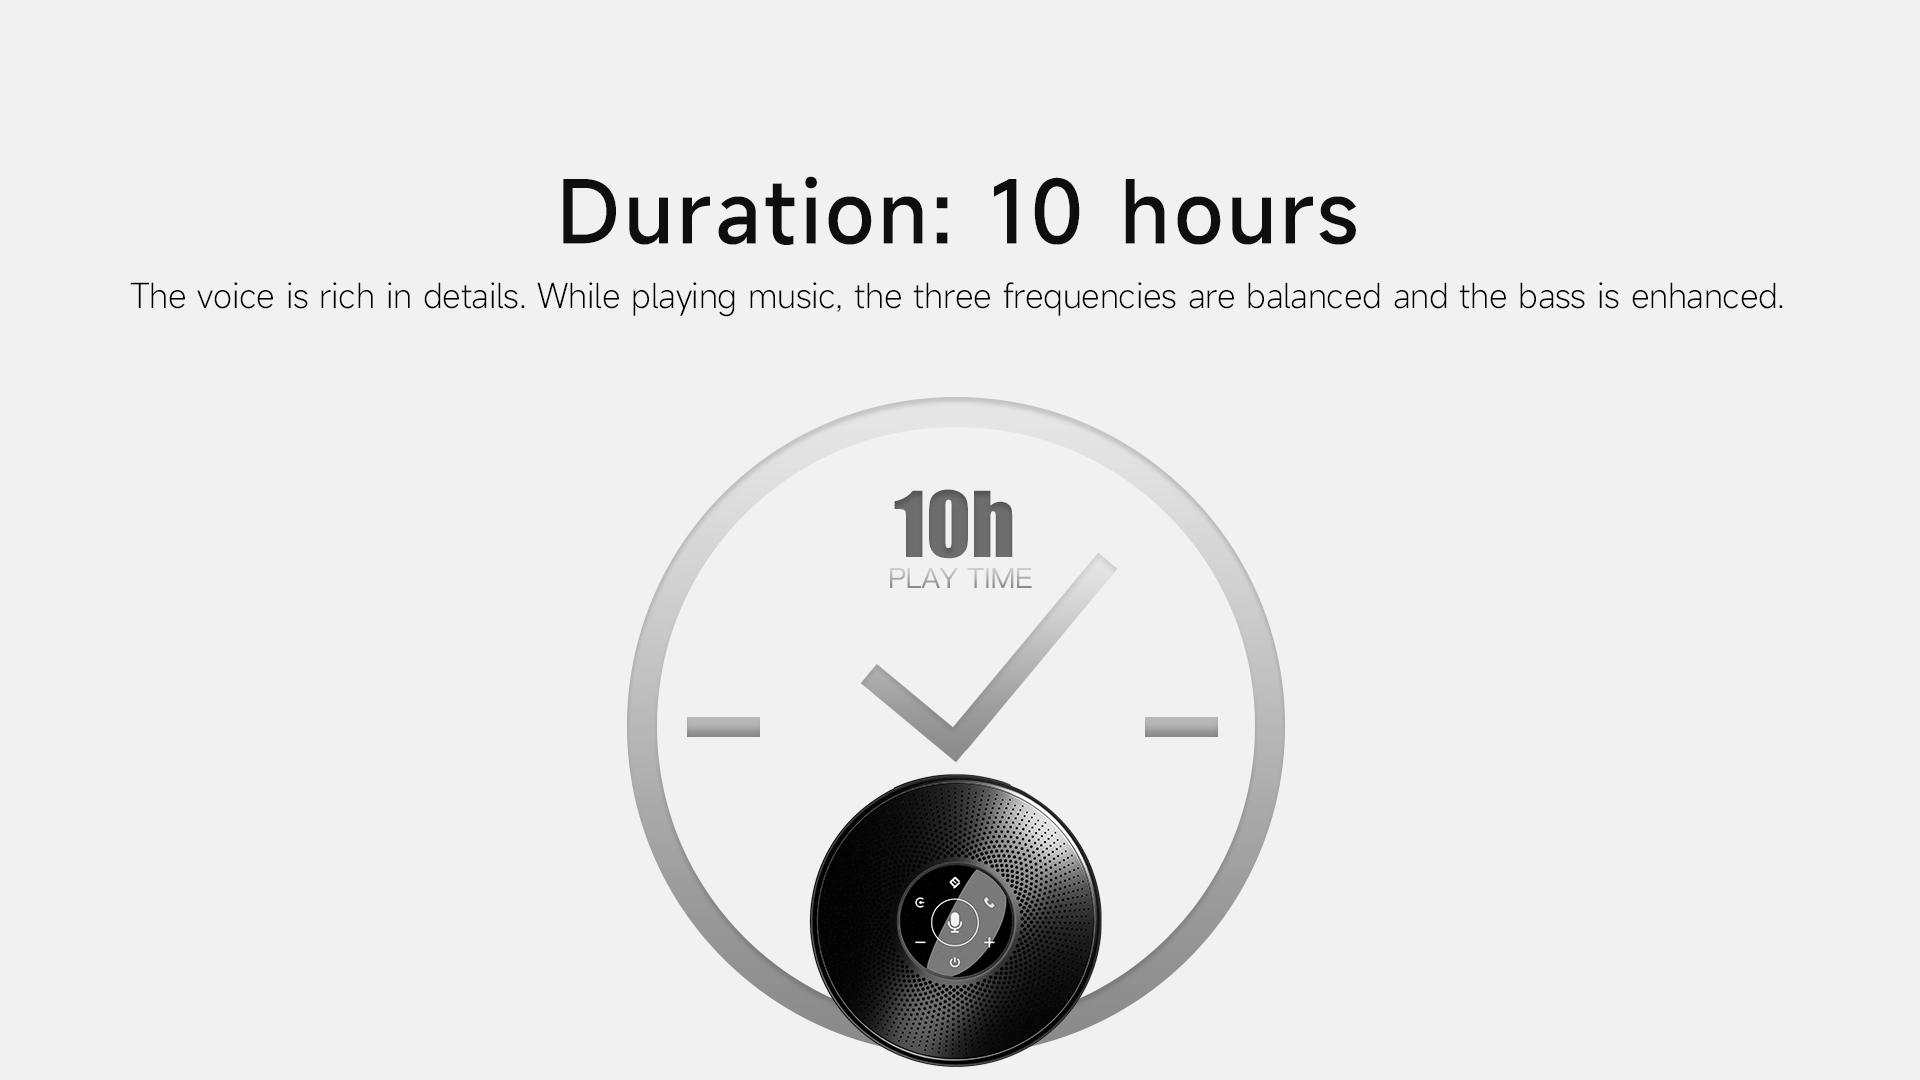 Duration: 10 hours
The voice is rich in details. While playing music, the three frequencies are balanced and the bass is enhanced.
10h
PLAY TIME